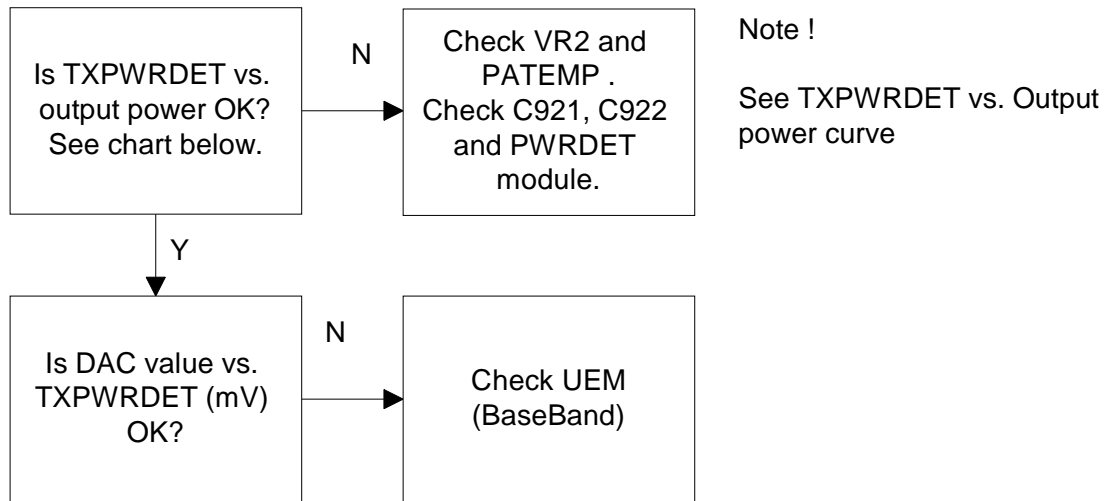 Is TXPWRDET vs.
output power OK?
See chart below.
N
Check VR2 and
PATEMP .
Check C921, C922
and PWRDET
module.
Note !
See TXPWRDET vs. Output
power curve
Y
Is DAC value vs.
TXPWRDET (mV)
OK?
N
Check UEM
(BaseBand)